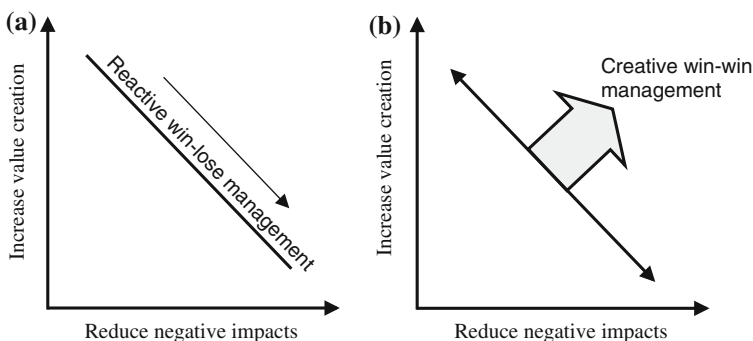 (a)
Increase value creation
Reactive win-lose management
Reduce negative impacts
(b)
Increase value creation
Creative win-win
management
Reduce negative impacts